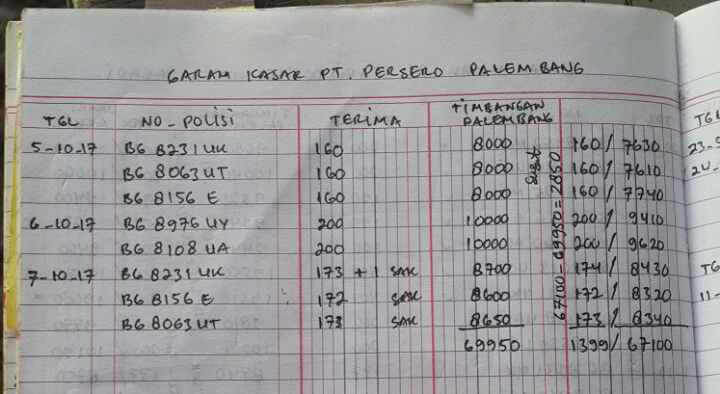 GARAM KASAR PT. PERSERO PALEMBANG
TGL NO_POLISI TERIMA TIMBANGAN PALEMBANG
5-10-17 BG 8231 UK 160 8000 160/7630
BG 8063 UT 160 8000 160/7610
BG 8156 E 160 8000 160/7740
6-10-17 BG 8976 UY 200 10000 200/9410
BG 8108 UA 200 10000 200/9620
7-10-17 BG 8231 UK 173 + 1 SAK 8700 174/8430
BG 8156 E 172 SAK 8600 172/8320
BG 8063 UT 173 SAK 8650 173/8340
69950 1399/67100
67100-69950=2850
TGL
TG
11-